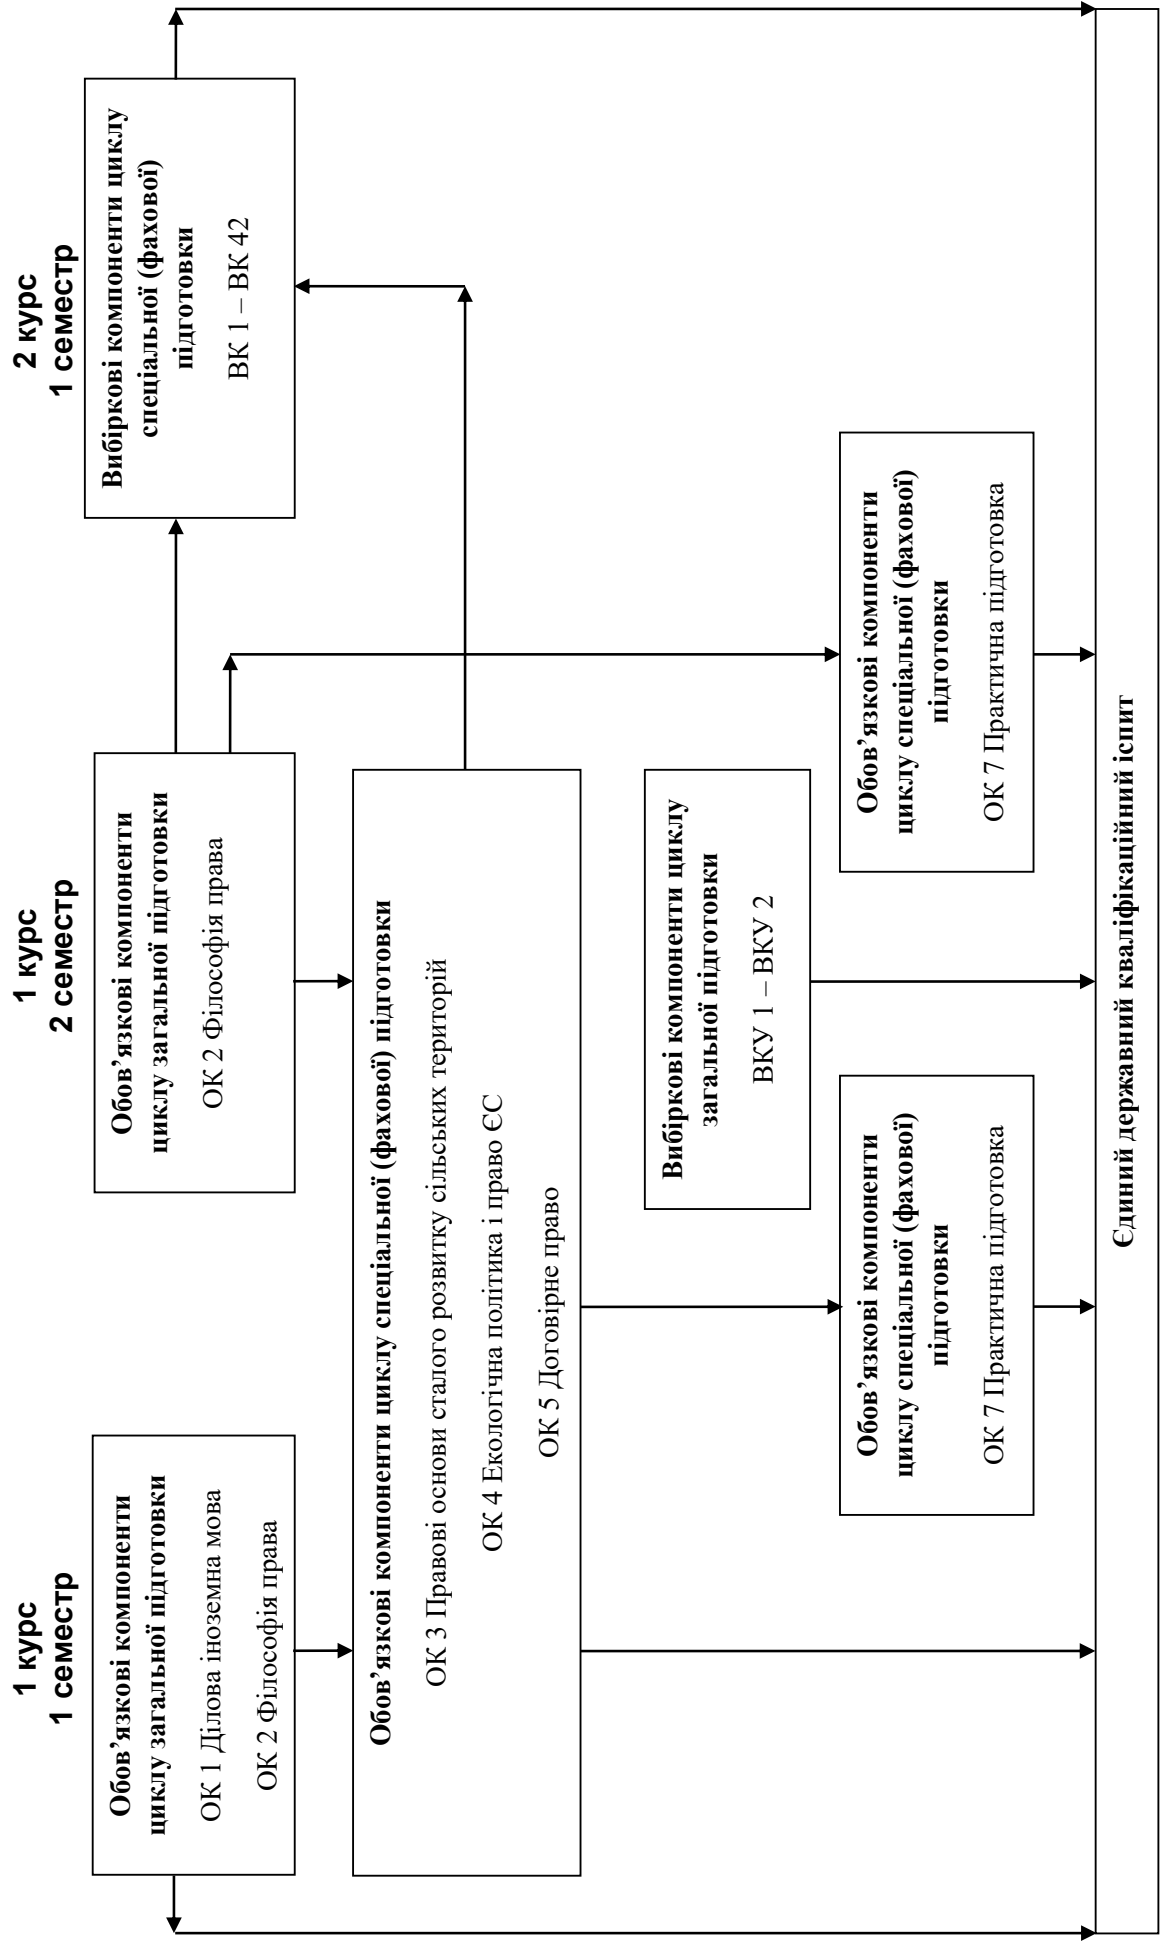 1 курс
1 семестр
1 курс
2 семестр
2 курс
1 семестр
Обов’язкові компоненти
циклу загальної підготовки
ОК 1 Ділова іноземна мова
ОК 2 Філософія права
Обов’язкові компоненти
циклу загальної підготовки
ОК 2 Філософія права
Вибіркові компоненти циклу
спеціальної (фахової)
підготовки
ВК 1 – ВК 42
Обов’язкові компоненти циклу спеціальної (фахової) підготовки
ОК 3 Правові основи сталого розвитку сільських територій
ОК 4 Екологічна політика і право ЄС
ОК 5 Договірне право
Вибіркові компоненти циклу
загальної підготовки
ВКУ 1 – ВКУ 2
Обов’язкові компоненти
циклу спеціальної (фахової)
підготовки
ОК 7 Практична підготовка
Обов’язкові компоненти
циклу спеціальної (фахової)
підготовки
ОК 7 Практична підготовка
Єдиний державний кваліфікаційний іспит